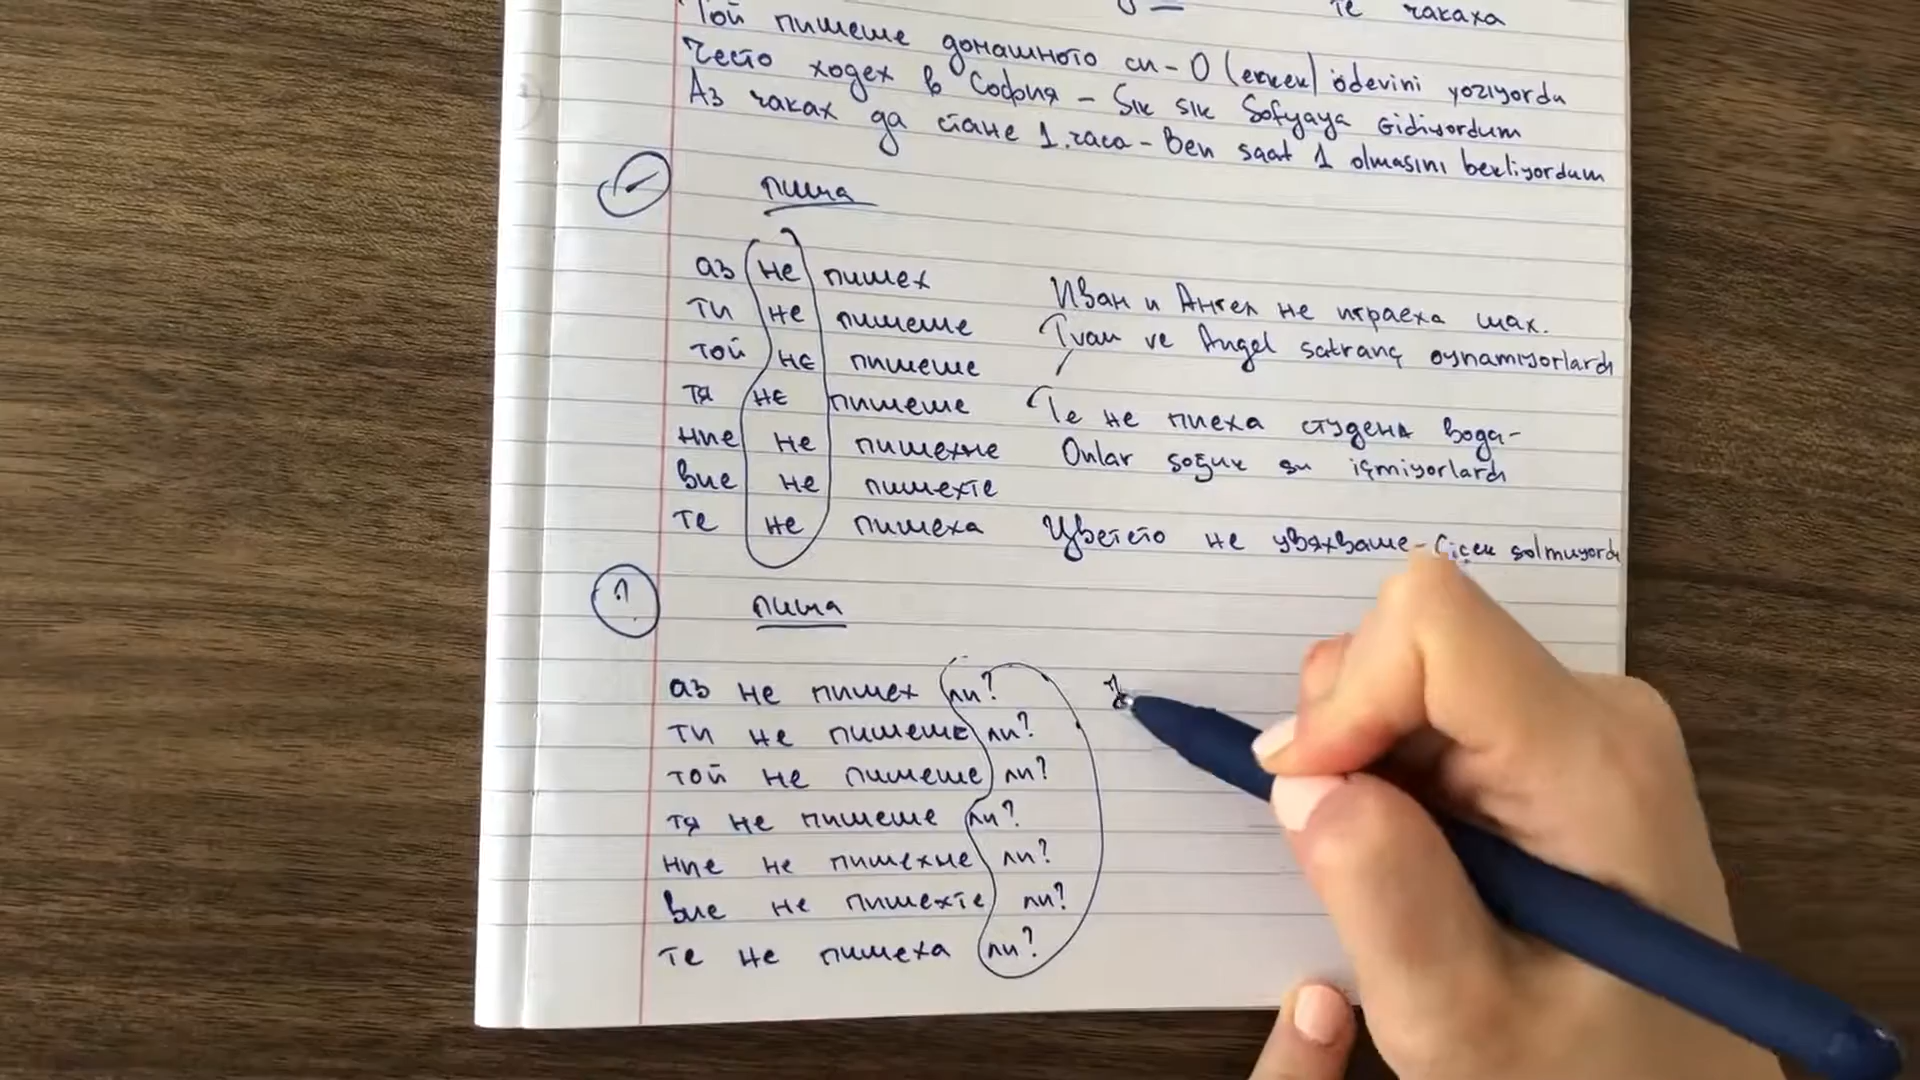 те чакаха
Той пишеше домашното си - O (erkek) ödevini yazıyordu
Често ходех в София - Sık sık Sofyaya Gidiyordum
Аз чаках да стане 1.часа - Ben saat 1 olmasını bekliyordum
пиша
аз не пишех
ти не пишеше
той не пишеше
тя не пишеше
ние не пишехме
вие не пишехте
те не пишеха
Иван и Ангел не играеха шах.
İvan ve Angel satranç oynamıyorlardı
Те не пиеха студена вода-
Onlar soğuk su içmiyorlardı
Цветето не увяхваше - Çiçek solmuyordu
?
пиша
аз не пишех ли?
ти не пишеше ли?
той не пишеше ли?
тя не пишеше ли?
ние не пишехме ли?
вие не пишехте ли?
те не пишеха ли?